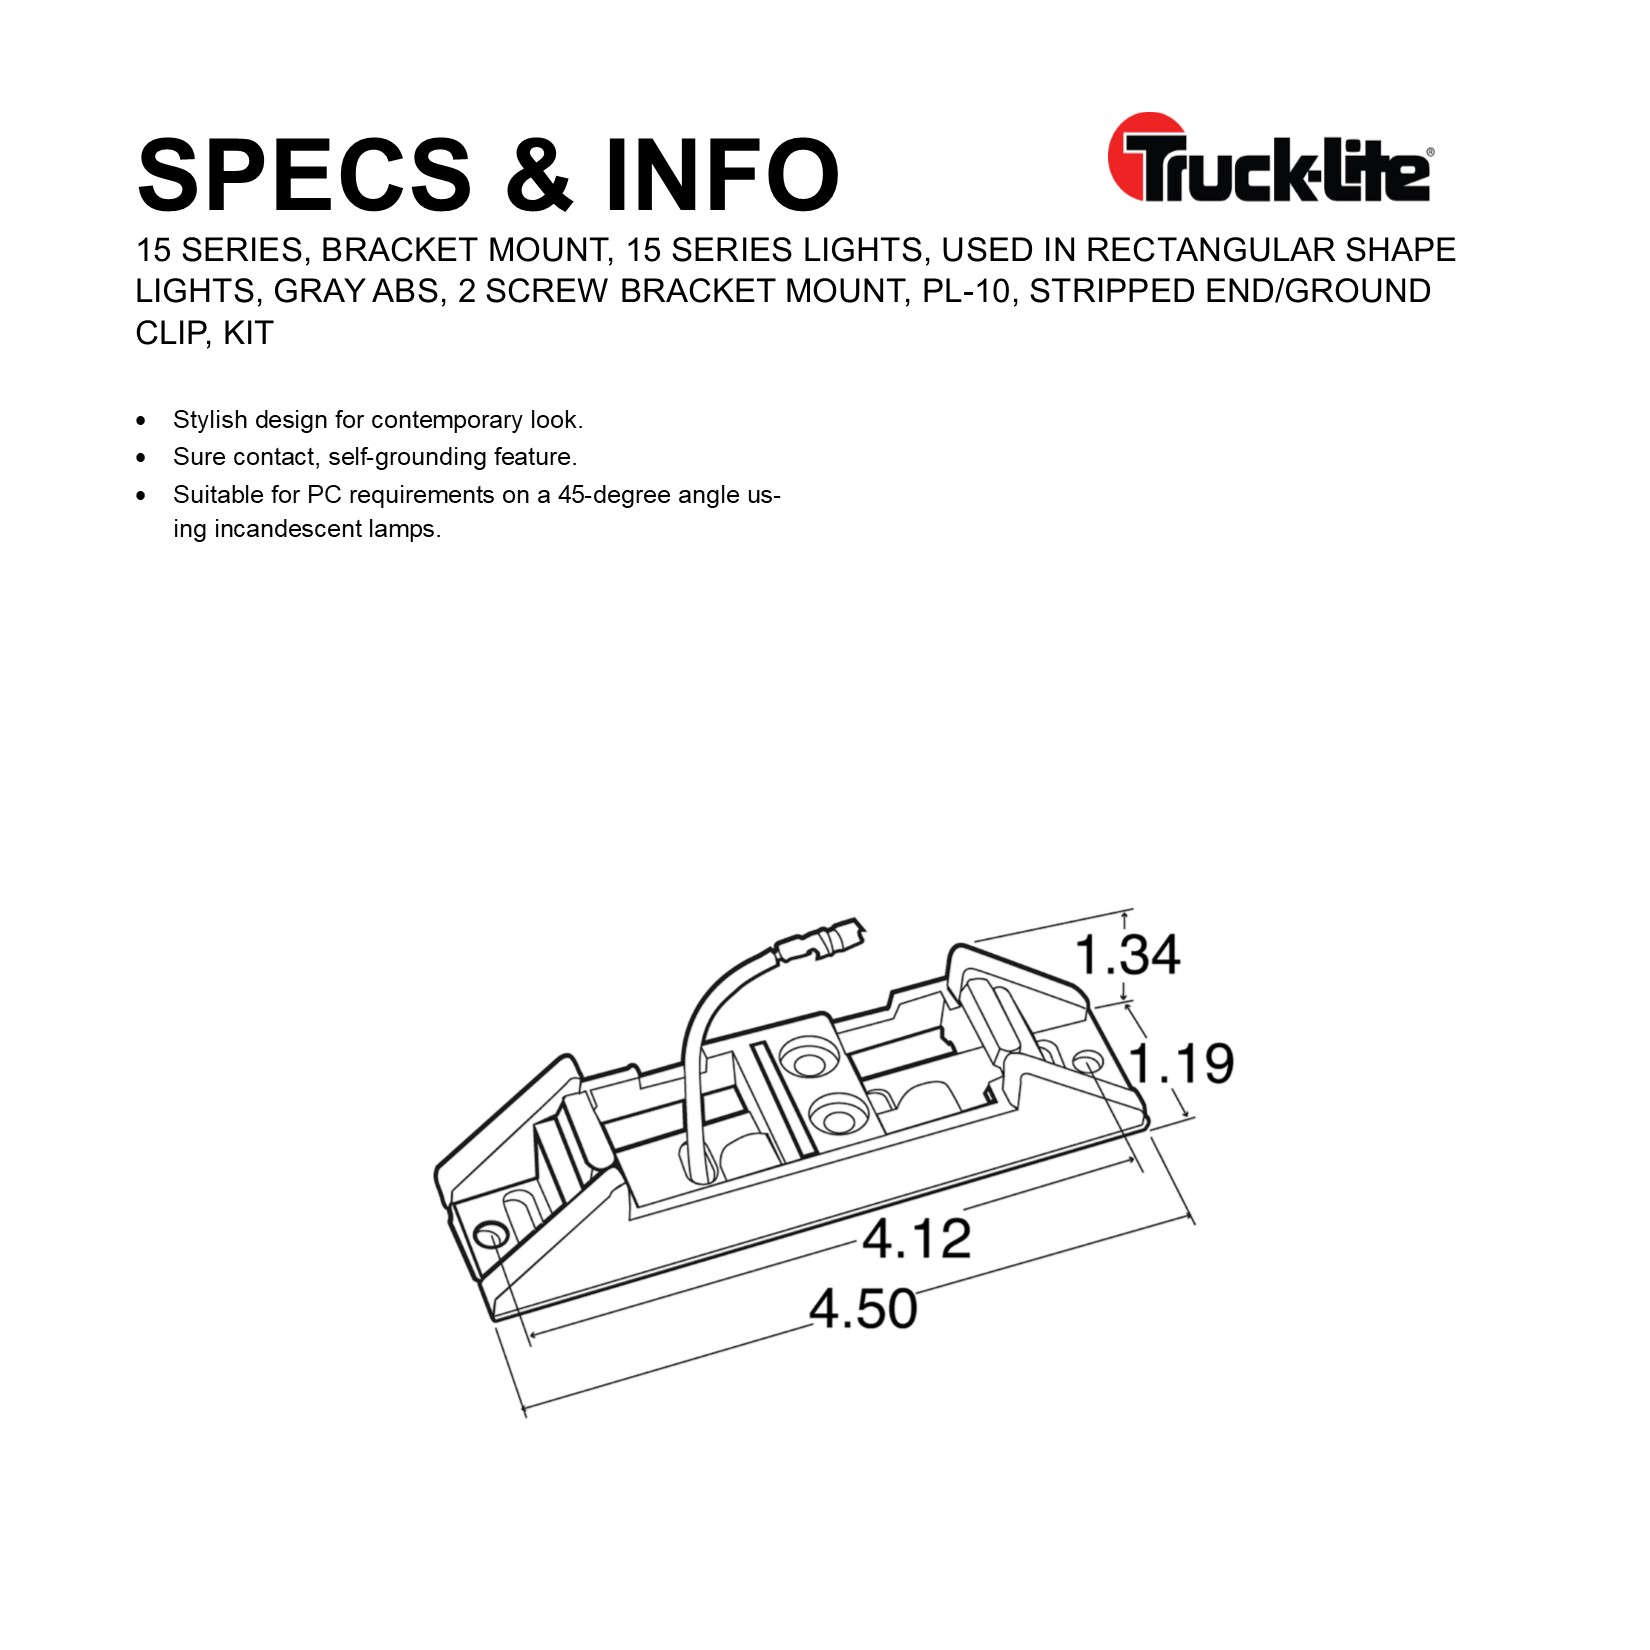 SPECS & INFO
Truck-Lite®
15 SERIES, BRACKET MOUNT, 15 SERIES LIGHTS, USED IN RECTANGULAR SHAPE
LIGHTS, GRAY ABS, 2 SCREW BRACKET MOUNT, PL-10, STRIPPED END/GROUND
CLIP, KIT
• Stylish design for contemporary look.
• Sure contact, self-grounding feature.
• Suitable for PC requirements on a 45-degree angle us-
ing incandescent lamps.
1.34
1.19
4.12
4.50